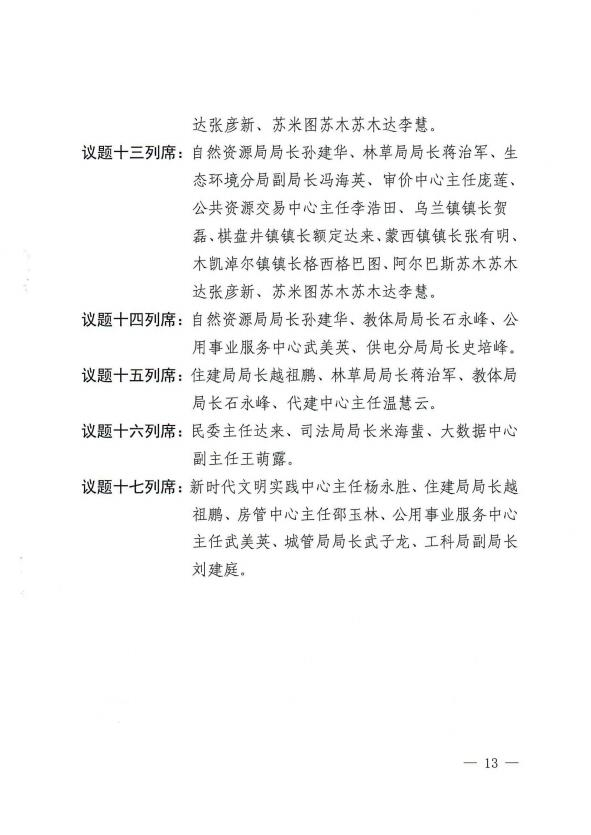 达张彦新、苏米图苏木苏木达李慧。
议题十三列席：自然资源局局长孙建华、林草局局长蒋治军、生
态环境分局副局长冯海英、审价中心主任庞莲、
公共资源交易中心主任李浩田、乌兰镇镇长贺
磊、棋盘井镇镇长额定达来、蒙西镇镇长张有明、
木凯淖尔镇镇长格西格巴图、阿尔巴斯苏木苏木
达张彦新、苏米图苏木苏木达李慧。
议题十四列席：自然资源局局长孙建华、教体局局长石永峰、公
用事业服务中心武美英、供电分局局长史培峰。
议题十五列席：住建局局长越祖鹏、林草局局长蒋治军、教体局
局长石永峰、代建中心主任温慧云。
议题十六列席：民委主任达来、司法局局长米海蜚、大数据中心
副主任王萌露。
议题十七列席：新时代文明实践中心主任杨永胜、住建局局长越
祖鹏、房管中心主任邵玉林、公用事业服务中心
主任武美英、城管局局长武子龙、工科局副局长
刘建庭。
— 13 —